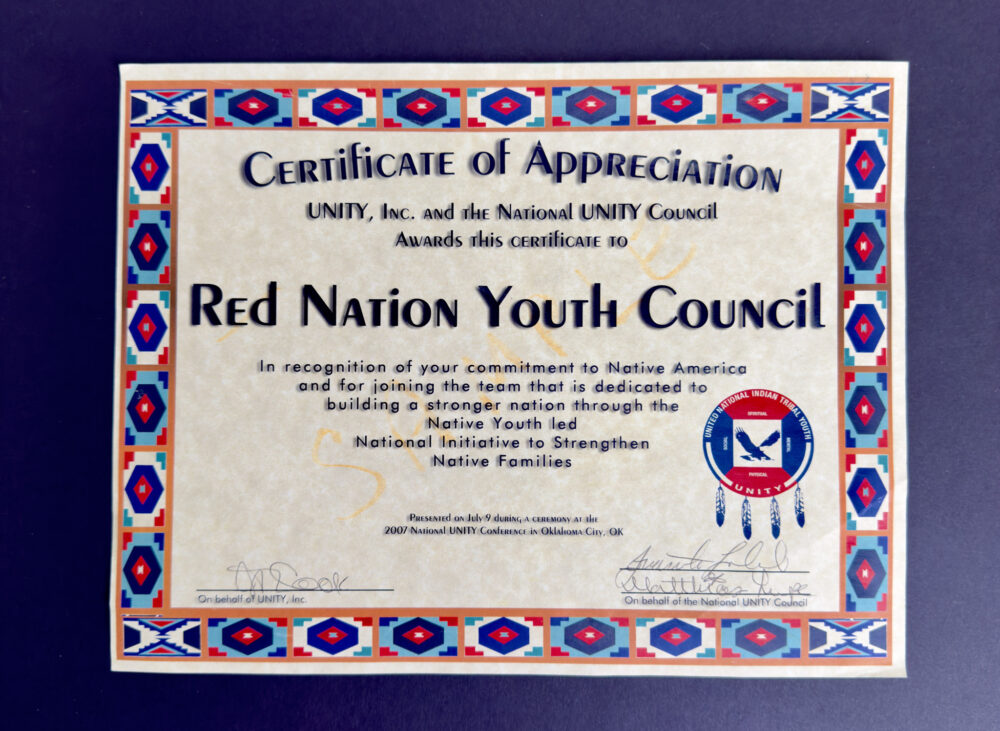 Certificate of Appreciation
UNITY, Inc. and the National UNITY Council
Awards this certificate to
Red Nation Youth Council
In recognition of your commitment to Native America
and for joining the team that is dedicated to
building a stronger nation through the
Native Youth led
National Initiative to Strengthen
Native Families
UNITED NATIONAL INDIAN TRIBAL YOUTH
SPIRITUAL
SOCIAL
MENTAL
PHYSICAL
UNITY
SAMPLE
Presented on July 9 during a ceremony at the
2007 National UNITY Conference in Oklahoma City, OK
On behalf of UNITY, Inc.
On behalf of the National UNITY Council